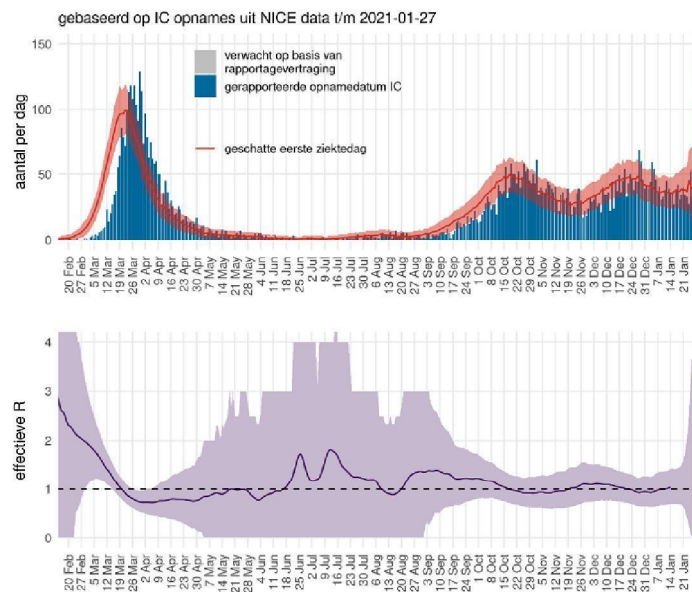 gebaseerd op IC opnames uit NICE data t/m 2021-01-27
aantal per dag
150
100
50
0
verwacht op basis van
rapportagevertraging
gerapporteerde opnamedatum IC
geschatte eerste ziektedag
20 Feb
27 Feb
5 Mar
12 Mar
19 Mar
26 Mar
2 Apr
9 Apr
16 Apr
23 Apr
30 Apr
7 May
14 May
21 May
28 May
4 Jun
11 Jun
18 Jun
25 Jun
2 Jul
9 Jul
16 Jul
23 Jul
30 Jul
6 Aug
13 Aug
20 Aug
27 Aug
3 Sep
10 Sep
17 Sep
24 Sep
1 Oct
8 Oct
15 Oct
22 Oct
29 Oct
5 Nov
12 Nov
19 Nov
26 Nov
3 Dec
10 Dec
17 Dec
24 Dec
31 Dec
7 Jan
14 Jan
21 Jan
effectieve R
4
3
2
1
0
20 Feb
27 Feb
5 Mar
12 Mar
19 Mar
26 Mar
2 Apr
9 Apr
16 Apr
23 Apr
30 Apr
7 May
14 May
21 May
28 May
4 Jun
11 Jun
18 Jun
25 Jun
2 Jul
9 Jul
16 Jul
23 Jul
30 Jul
6 Aug
13 Aug
20 Aug
27 Aug
3 Sep
10 Sep
17 Sep
24 Sep
1 Oct
8 Oct
15 Oct
22 Oct
29 Oct
5 Nov
12 Nov
19 Nov
26 Nov
3 Dec
10 Dec
17 Dec
24 Dec
31 Dec
7 Jan
14 Jan
21 Jan